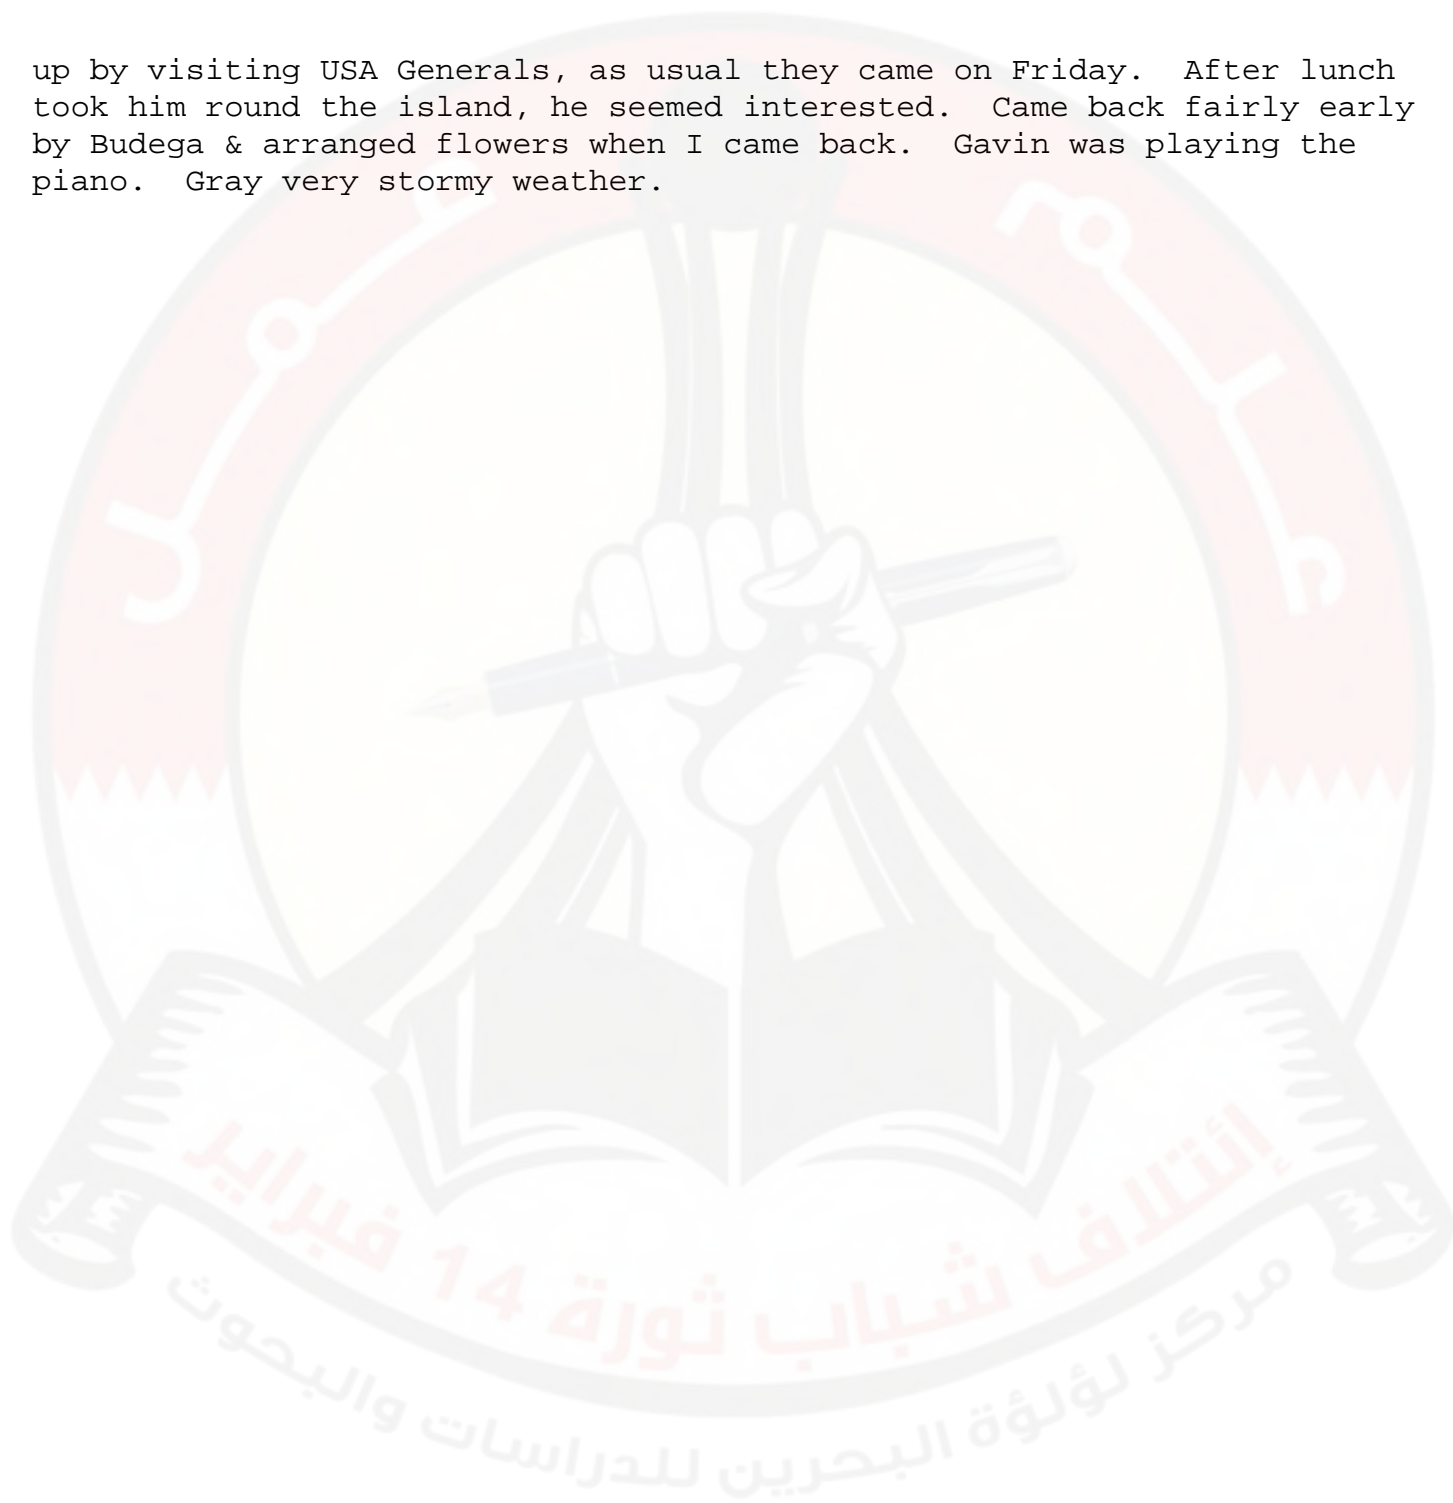 up by visiting USA Generals, as usual they came on Friday.  After lunch
took him round the island, he seemed interested.  Came back fairly early
by Budega & arranged flowers when I came back.  Gavin was playing the
piano.  Gray very stormy weather.
عمل
علم
إئتلاف شباب ثورة 14 فبراير
مركز لؤلؤة البحرين للدراسات والبحوث